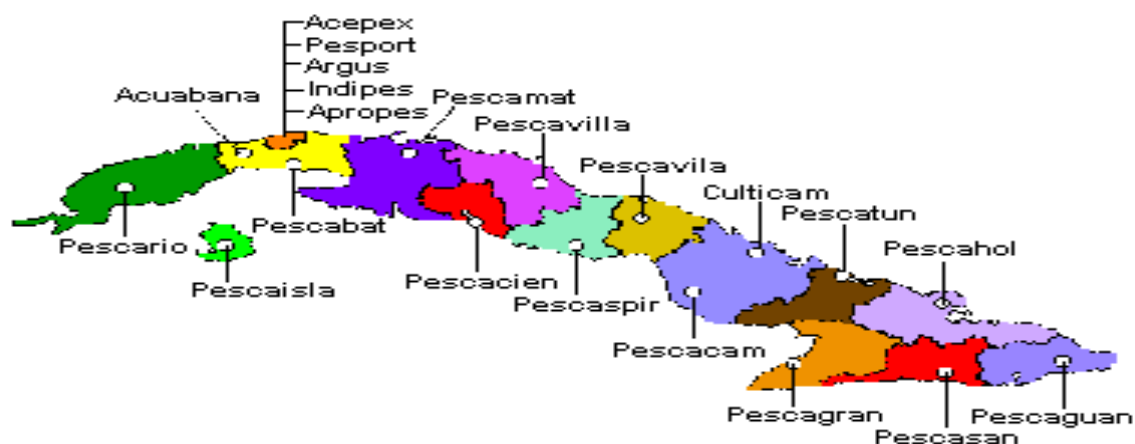 Acepex
Pesport
Argus
Indipes
Apropes
Acuabana
Pescamat
Pescavilla
Pescavila
Culticam
Pescatun
Pescahol
Pescario
Pescabat
Pescaisla
Pescacien
Pescaspir
Pescacam
Pescagran
Pescasan
Pescaguan